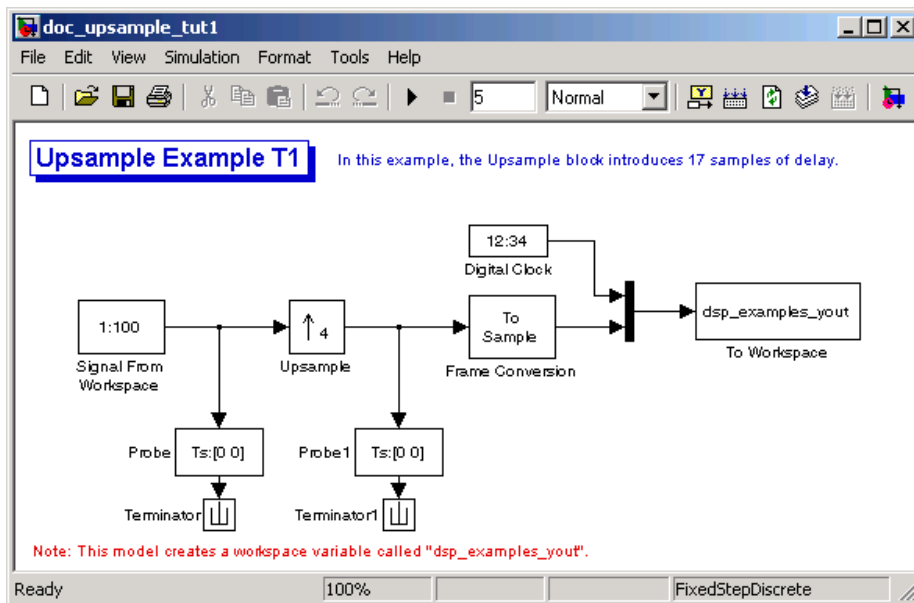 doc_upsample_tut1
File Edit View Simulation Format Tools Help
5 Normal
Upsample Example T1
In this example, the Upsample block introduces 17 samples of delay.
12:34
Digital Clock
1:100
Signal From
Workspace
4
Upsample
To
Sample
Frame Conversion
dsp_examples_yout
To Workspace
Probe Ts:[0 0]
Probe1 Ts:[0 0]
Terminator
Terminator1
Note: This model creates a workspace variable called "dsp_examples_yout".
Ready 100% FixedStepDiscrete